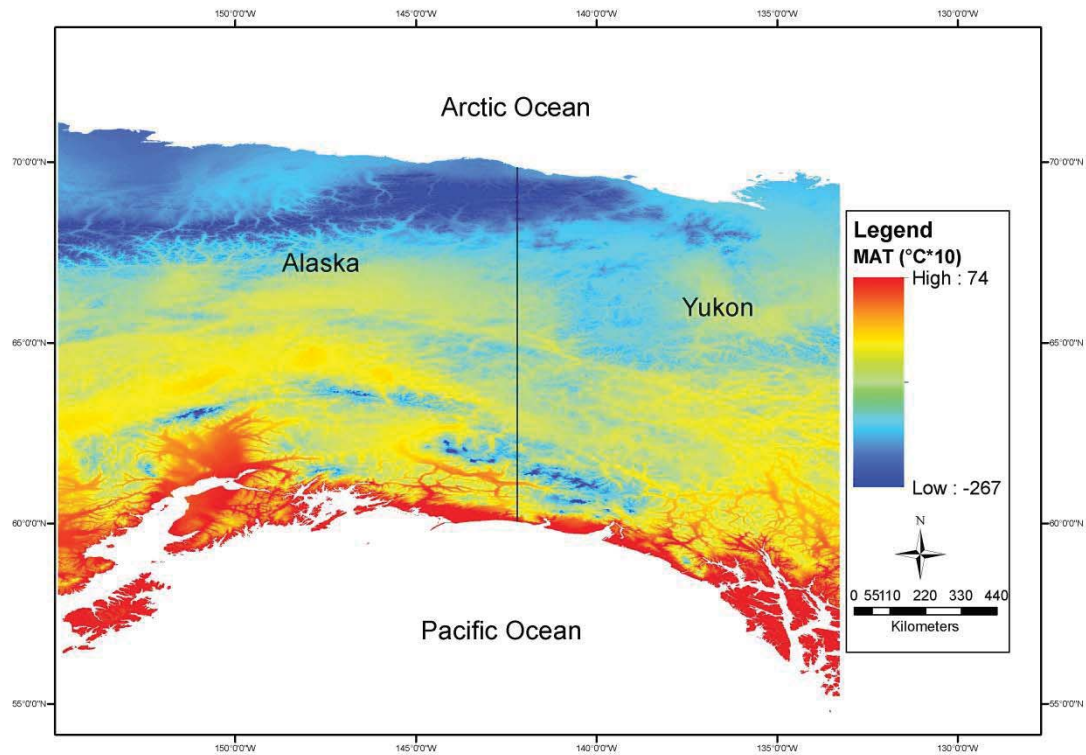 150°0'0"W 145°0'0"W 140°0'0"W 135°0'0"W 130°0'0"W
Arctic Ocean
70°0'0"N 70°0'0"N
Alaska
Yukon
65°0'0"N 65°0'0"N
60°0'0"N 60°0'0"N
Pacific Ocean
55°0'0"N 55°0'0"N
150°0'0"W 145°0'0"W 140°0'0"W 135°0'0"W 130°0'0"W
Legend
MAT (°C*10)
High : 74
Low : -267
N
0 55110 220 330 440
Kilometers